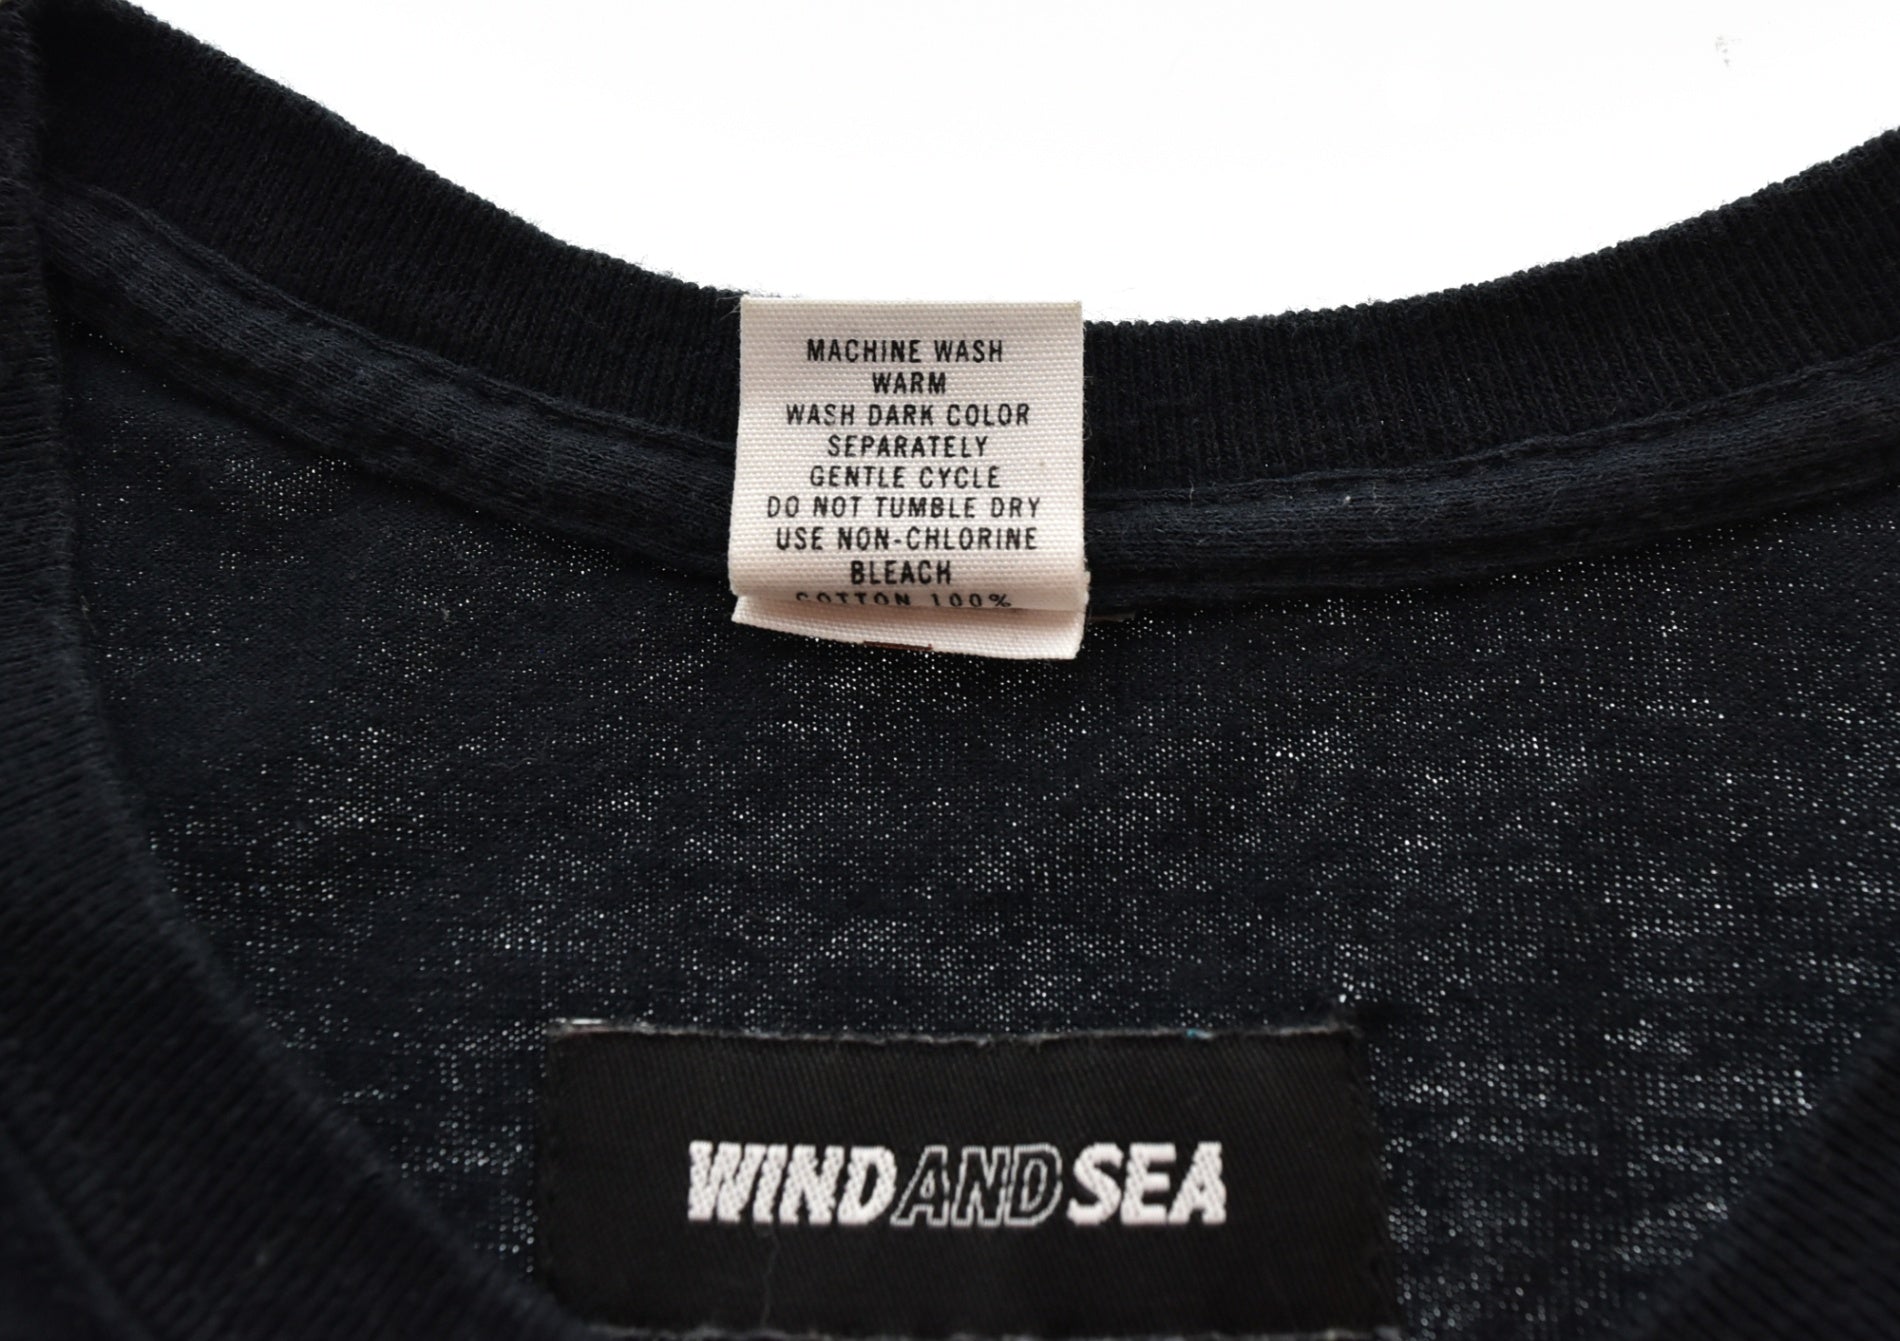 MACHINE WASH
WARM
WASH DARK COLOR
SEPARATELY
GENTLE CYCLE
DO NOT TUMBLE DRY
USE NON-CHLORINE
BLEACH
COTTON 100%
WINDANDSEA